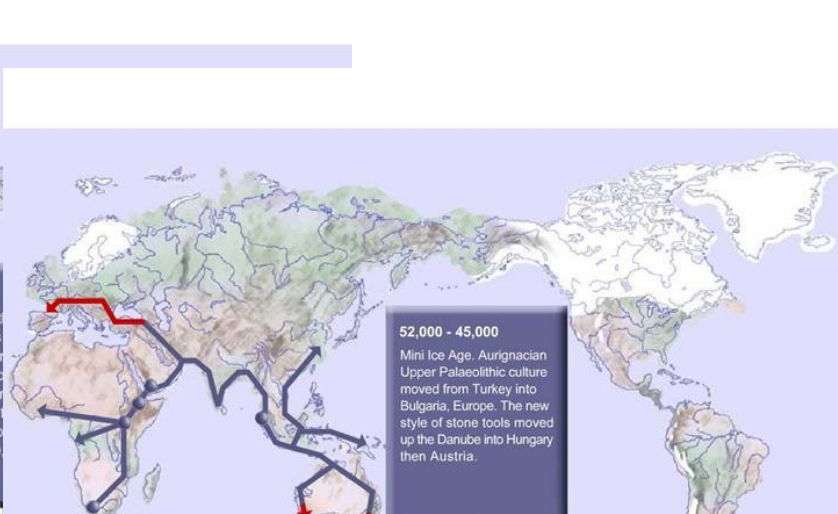 52,000 - 45,000
Mini Ice Age. Aurignacian
Upper Palaeolithic culture
moved from Turkey into
Bulgaria, Europe. The new
style of stone tools moved
up the Danube into Hungary
then Austria.